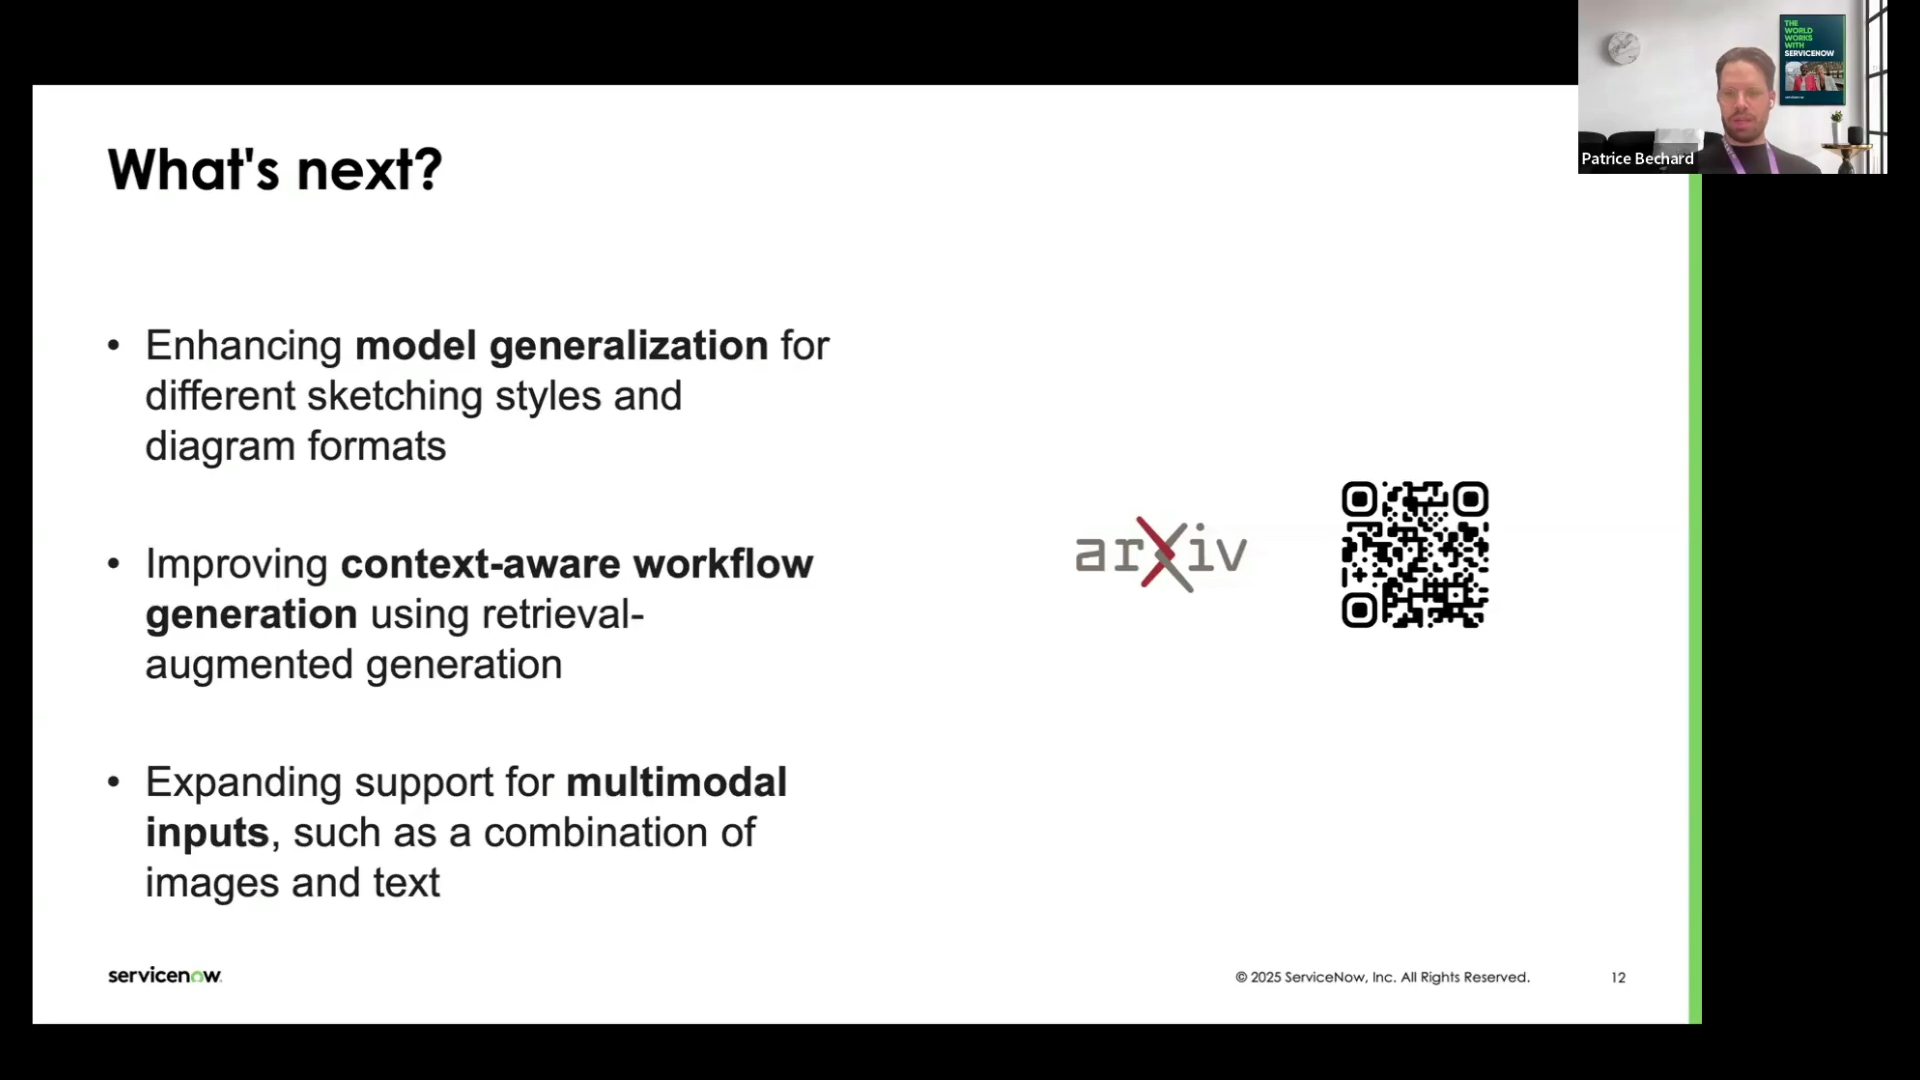 THE
WORLD
WORKS
WITH
SERVICENOW
Patrice Bechard
What's next?
• Enhancing model generalization for
different sketching styles and
diagram formats
• Improving context-aware workflow
generation using retrieval-
augmented generation
• Expanding support for multimodal
inputs, such as a combination of
images and text
arXiv
servicenow
© 2025 ServiceNow, Inc. All Rights Reserved.
12